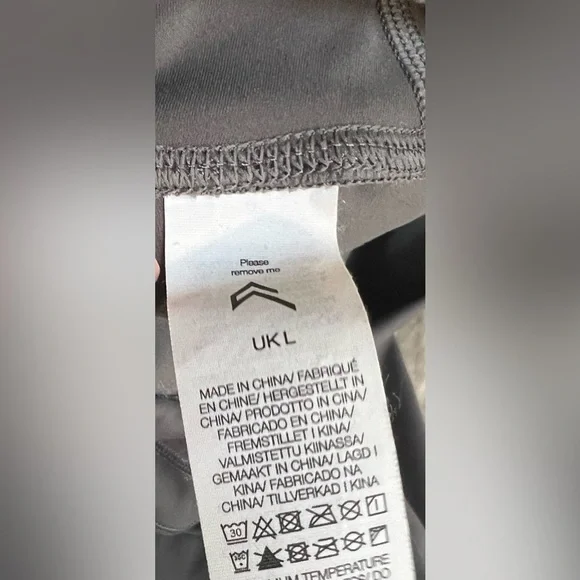 Please
remove me
UK L
MADE IN CHINA/ FABRIQUÉ
EN CHINE/ HERGESTELLT IN
CHINA/ PRODOTTO IN CINA/
FABRICADO EN CHINA/
FREMSTILLET I KINA/
VALMISTETTU KIINASSA/
GEMAAKT IN CHINA/ LAGD I
KINA/ FABRICADO NA
CHINA/ TILLVERKAD I KINA
30
TEMPERATURE